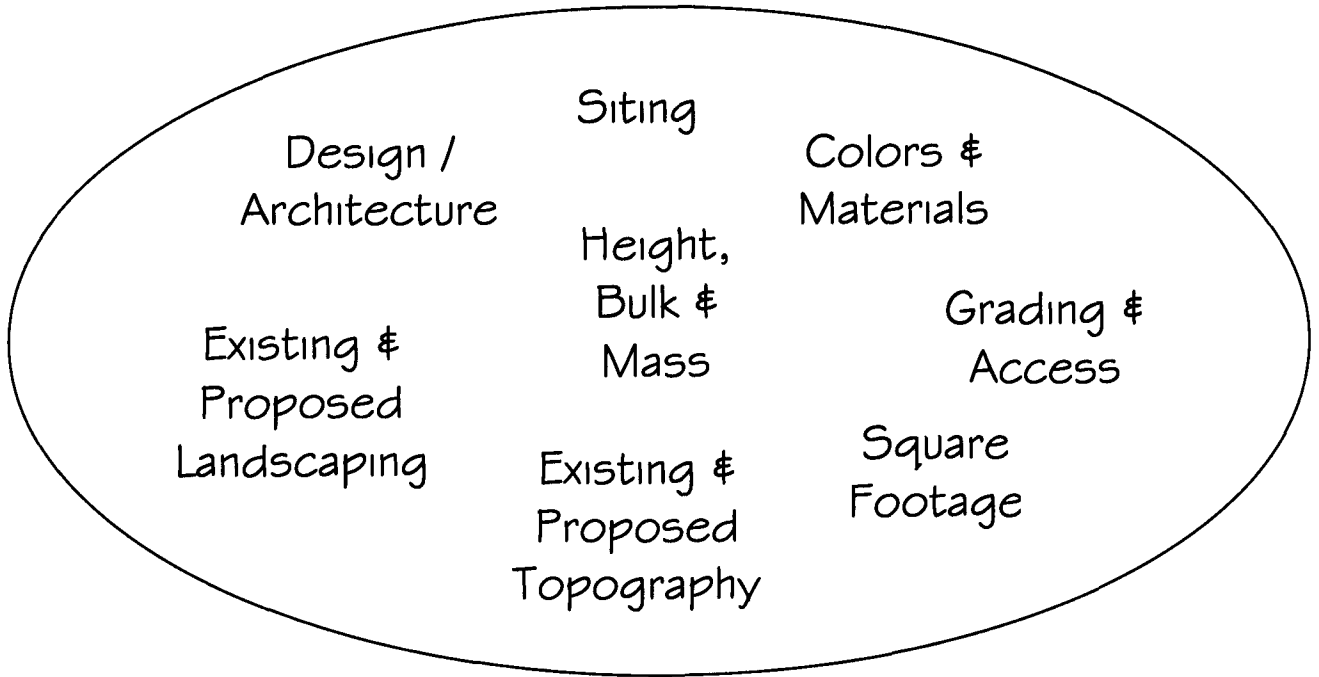 Siting
Design /
Architecture
Colors &
Materials
Height,
Bulk &
Mass
Grading &
Access
Existing &
Proposed
Landscaping
Square
Footage
Existing &
Proposed
Topography